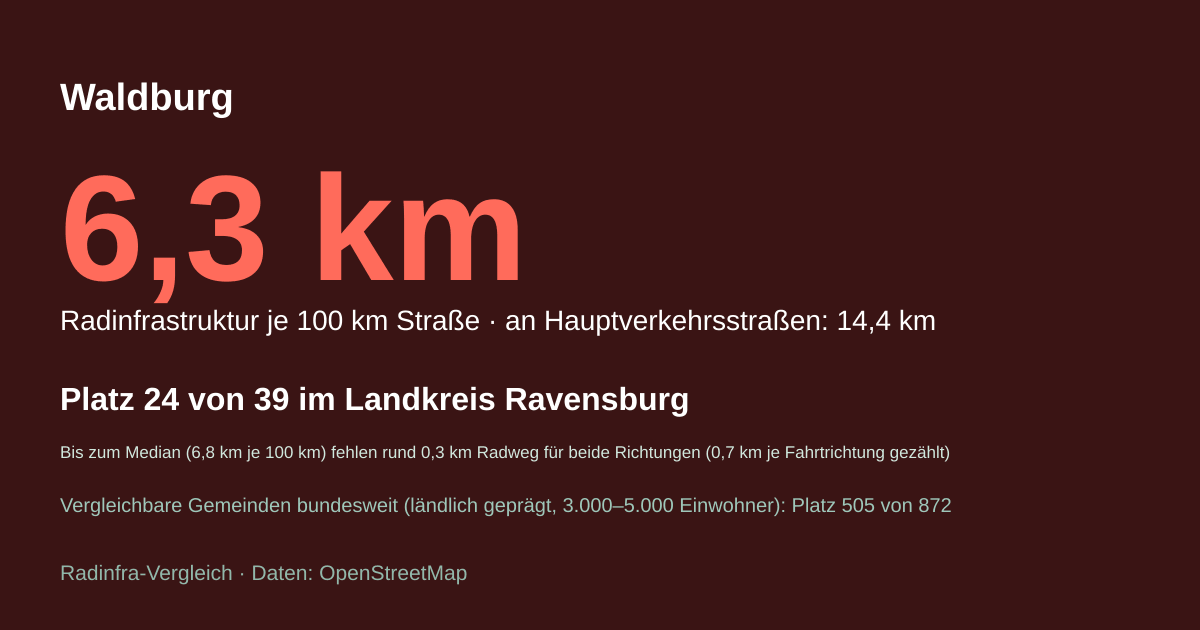 Waldburg
6,3 km
Radinfrastruktur je 100 km Straße · an Hauptverkehrsstraßen: 14,4 km
Platz 24 von 39 im Landkreis Ravensburg
Bis zum Median (6,8 km je 100 km) fehlen rund 0,3 km Radweg für beide Richtungen (0,7 km je Fahrtrichtung gezählt)
Vergleichbare Gemeinden bundesweit (ländlich geprägt, 3.000–5.000 Einwohner): Platz 505 von 872
Radinfra-Vergleich · Daten: OpenStreetMap